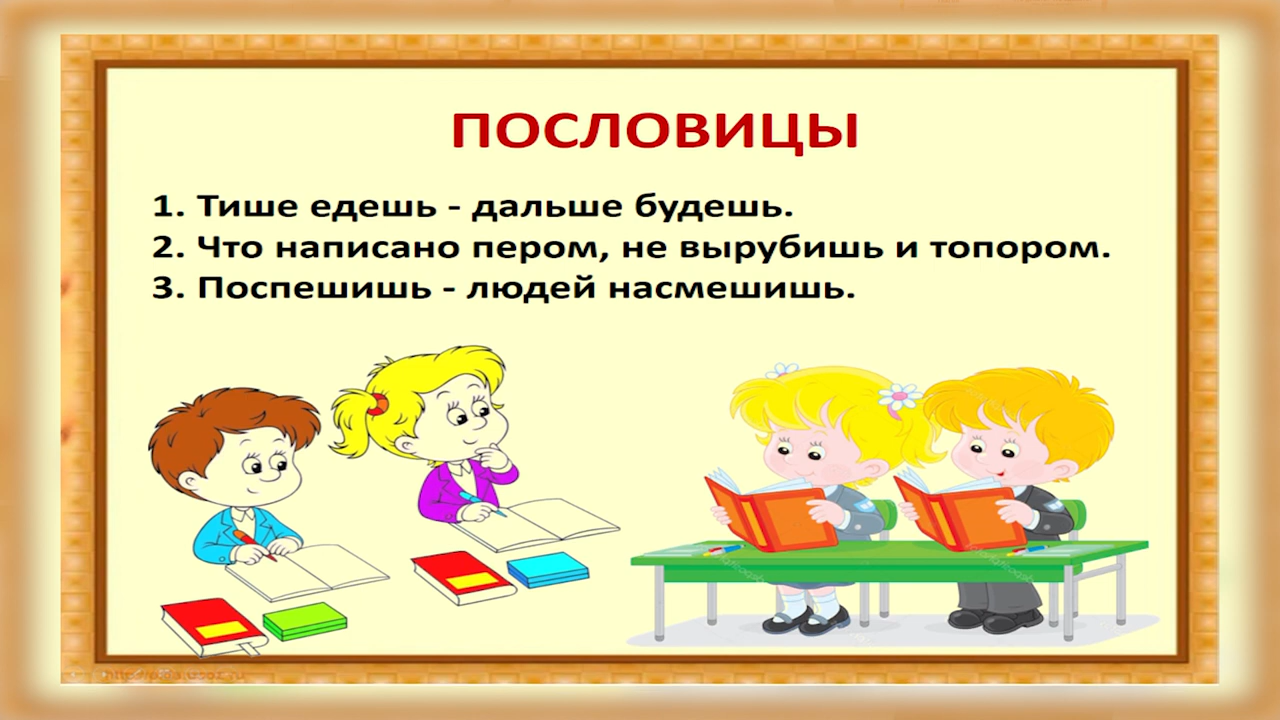 ПОСЛОВИЦЫ
1. Тише едешь - дальше будешь.
2. Что написано пером, не вырубишь и топором.
3. Поспешишь - людей насмешишь.